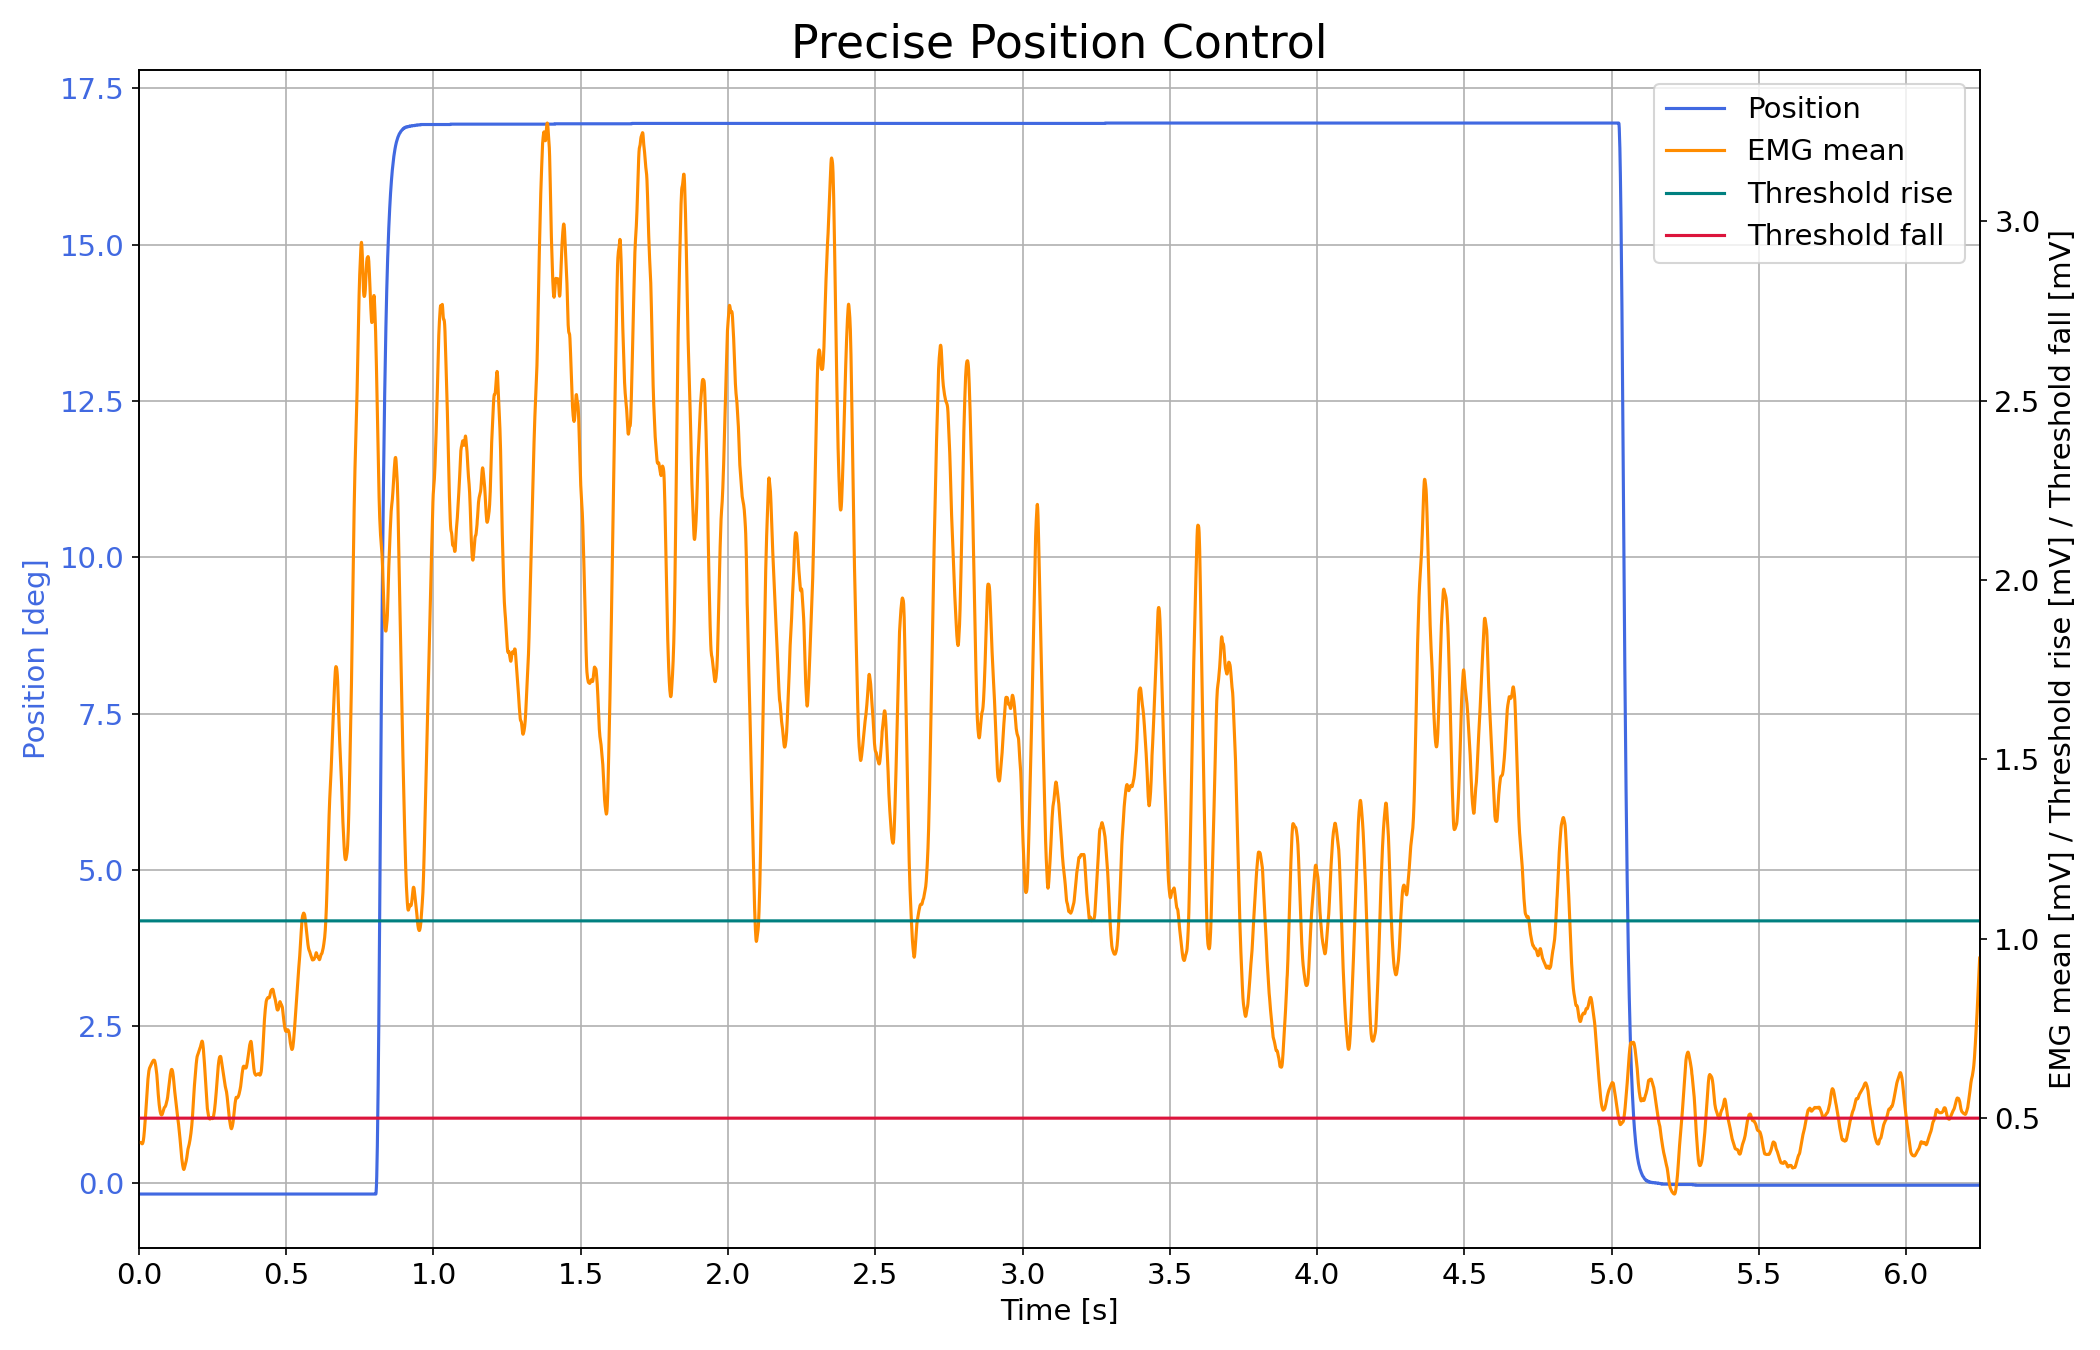 Precise Position Control
17.5
15.0
12.5
10.0
7.5
5.0
2.5
0.0
Position [deg]
Position
EMG mean
Threshold rise
Threshold fall
3.0
2.5
2.0
1.5
1.0
0.5
EMG mean [mV] / Threshold rise [mV] / Threshold fall [mV]
0.0 0.5 1.0 1.5 2.0 2.5 3.0 3.5 4.0 4.5 5.0 5.5 6.0
Time [s]